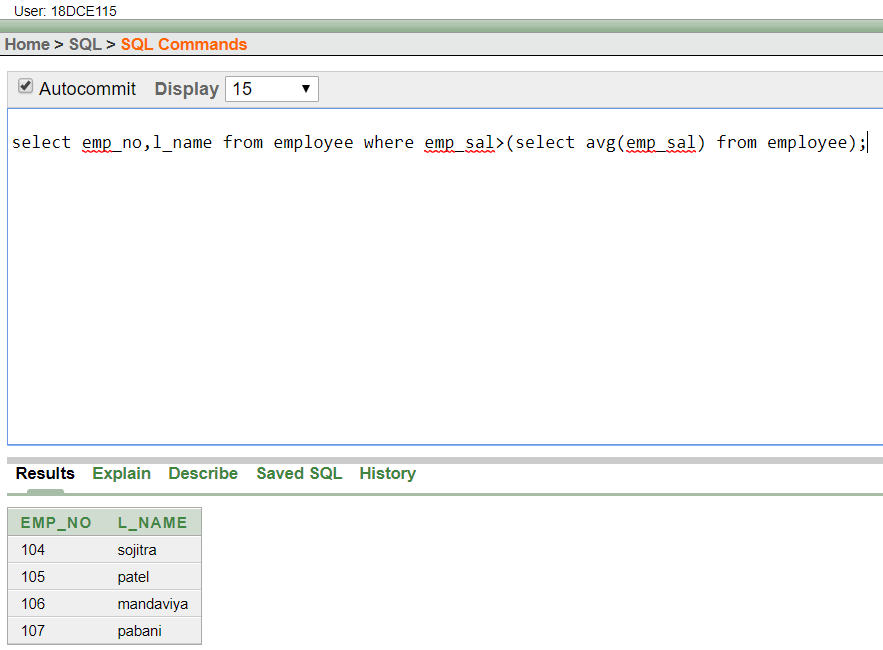 User: 18DCE115
Home > SQL > SQL Commands
Autocommit Display 15
select emp_no,l_name from employee where emp_sal>(select avg(emp_sal) from employee);
Results Explain Describe Saved SQL History
EMP_NO L_NAME
104 sojitra
105 patel
106 mandaviya
107 pabani